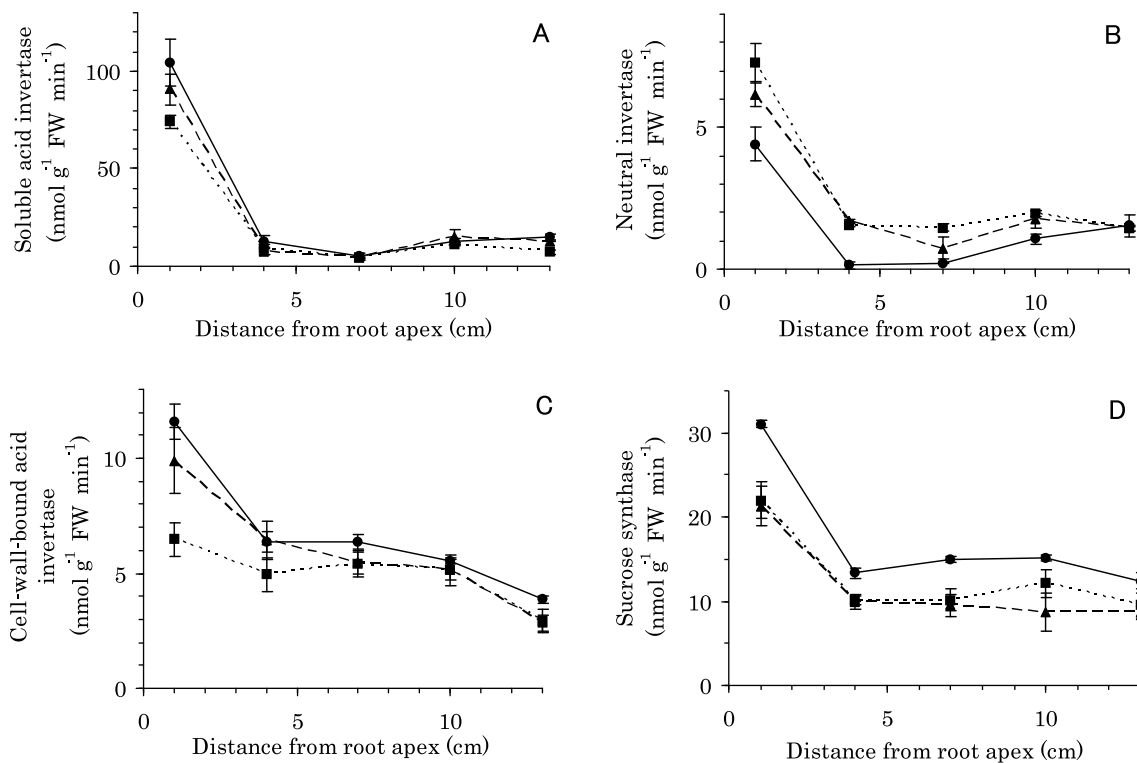 A
Soluble acid invertase
(nmol g⁻¹ FW min⁻¹)
100
50
0
0 5 10
Distance from root apex (cm)
B
Neutral invertase
(nmol g⁻¹ FW min⁻¹)
5
0
0 5 10
Distance from root apex (cm)
C
Cell-wall-bound acid
invertase
(nmol g⁻¹ FW min⁻¹)
10
5
0
0 5 10
Distance from root apex (cm)
D
Sucrose synthase
(nmol g⁻¹ FW min⁻¹)
30
20
10
0
0 5 10
Distance from root apex (cm)